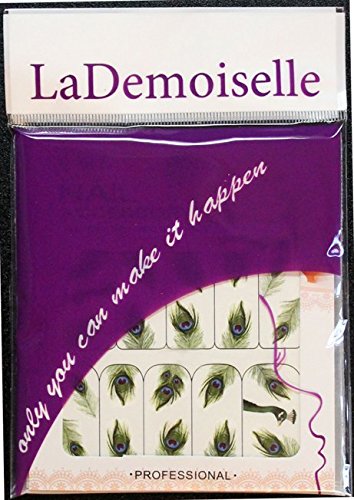 LaDemoiselle
only you can make it happen
·PROFESSIONAL·